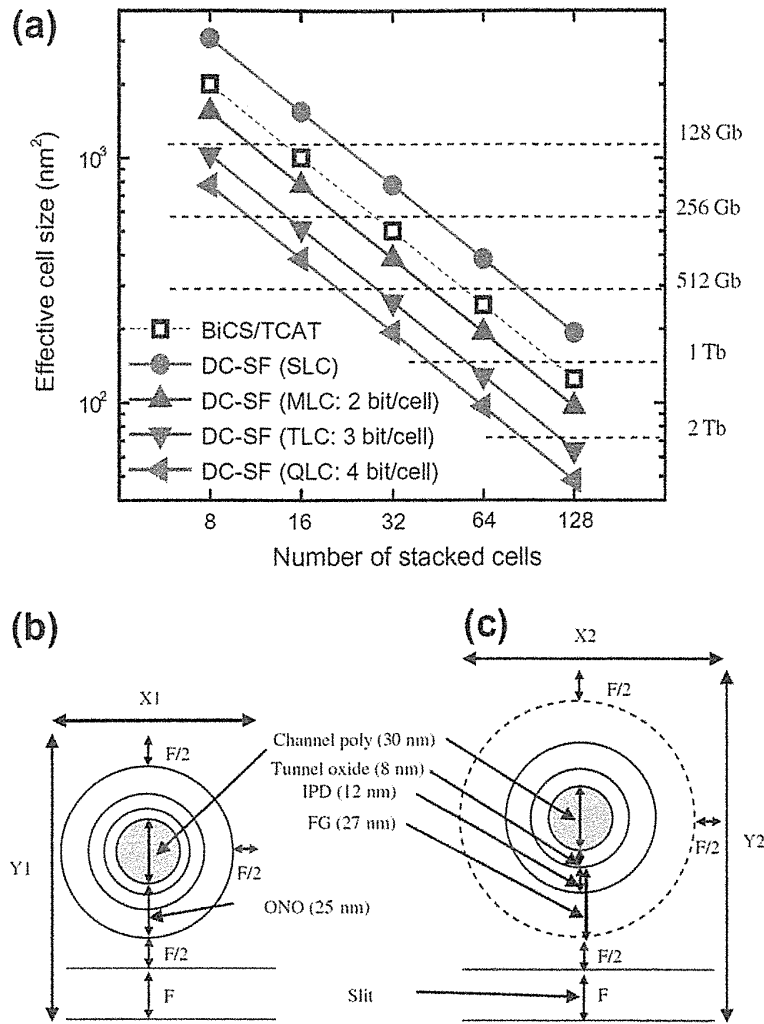 (a)
Effective cell size (nm²)
10³
10²
128 Gb
256 Gb
512 Gb
1 Tb
2 Tb
BiCS/TCAT
DC-SF (SLC)
DC-SF (MLC: 2 bit/cell)
DC-SF (TLC: 3 bit/cell)
DC-SF (QLC: 4 bit/cell)
8 16 32 64 128
Number of stacked cells
(b)
X1
F/2
Y1
F/2
ONO (25 nm)
F/2
F
Channel poly (30 nm)
Tunnel oxide (8 nm)
IPD (12 nm)
FG (27 nm)
Slit
(c)
X2
F/2
F/2
Y2
F/2
F